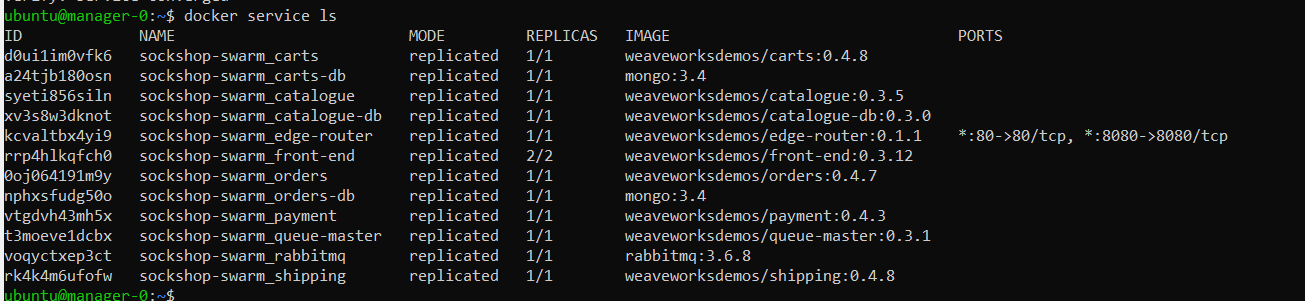 verify: Service converged
ubuntu@manager-0:~$ docker service ls
ID NAME MODE REPLICAS IMAGE PORTS
d0ui1im0vfk6 sockshop-swarm_carts replicated 1/1 weaveworksdemos/carts:0.4.8
a24tjb180osn sockshop-swarm_carts-db replicated 1/1 mongo:3.4
syeti856siln sockshop-swarm_catalogue replicated 1/1 weaveworksdemos/catalogue:0.3.5
xv3s8w3dknot sockshop-swarm_catalogue-db replicated 1/1 weaveworksdemos/catalogue-db:0.3.0
kcvaltbx4yi9 sockshop-swarm_edge-router replicated 1/1 weaveworksdemos/edge-router:0.1.1 *:80->80/tcp, *:8080->8080/tcp
rrp4hlkqfch0 sockshop-swarm_front-end replicated 2/2 weaveworksdemos/front-end:0.3.12
0oj064191m9y sockshop-swarm_orders replicated 1/1 weaveworksdemos/orders:0.4.7
nphxsfudg50o sockshop-swarm_orders-db replicated 1/1 mongo:3.4
vtgdvh43mh5x sockshop-swarm_payment replicated 1/1 weaveworksdemos/payment:0.4.3
t3moeve1dcbx sockshop-swarm_queue-master replicated 1/1 weaveworksdemos/queue-master:0.3.1
voqyctxep3ct sockshop-swarm_rabbitmq replicated 1/1 rabbitmq:3.6.8
rk4k4m6ufofw sockshop-swarm_shipping replicated 1/1 weaveworksdemos/shipping:0.4.8
ubuntu@manager-0:~$